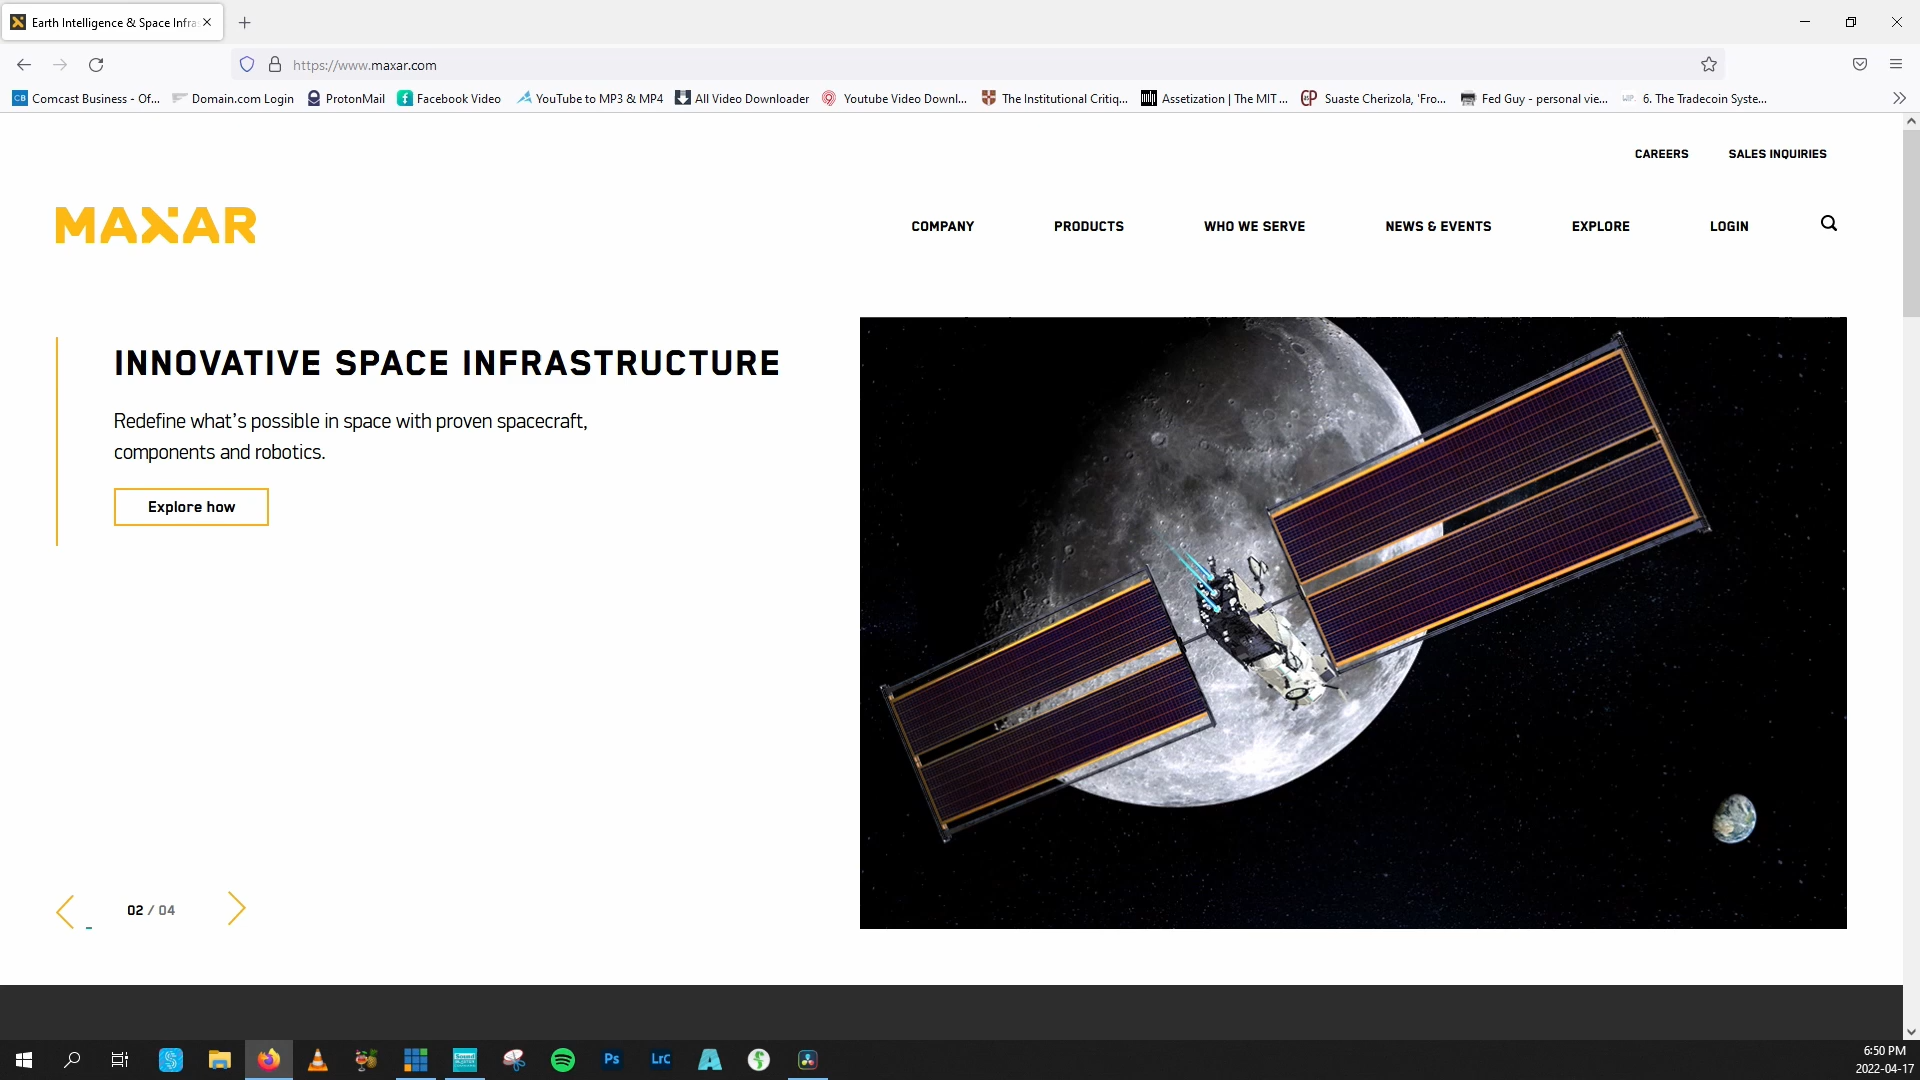 Earth Intelligence & Space Infra
https://www.maxar.com
CB Comcast Business - Of...
Domain.com Login
ProtonMail
Facebook Video
YouTube to MP3 & MP4
All Video Downloader
Youtube Video Downl...
The Institutional Critiq...
Assetization | The MIT ...
Suaste Cherizola, 'Fro...
Fed Guy - personal vie...
6. The Tradecoin Syste...
CAREERS
SALES INQUIRIES
MAXAR
COMPANY
PRODUCTS
WHO WE SERVE
NEWS & EVENTS
EXPLORE
LOGIN
INNOVATIVE SPACE INFRASTRUCTURE
Redefine what's possible in space with proven spacecraft,
components and robotics.
Explore how
02 / 04
Ps
LrC
6:50 PM
2022-04-17